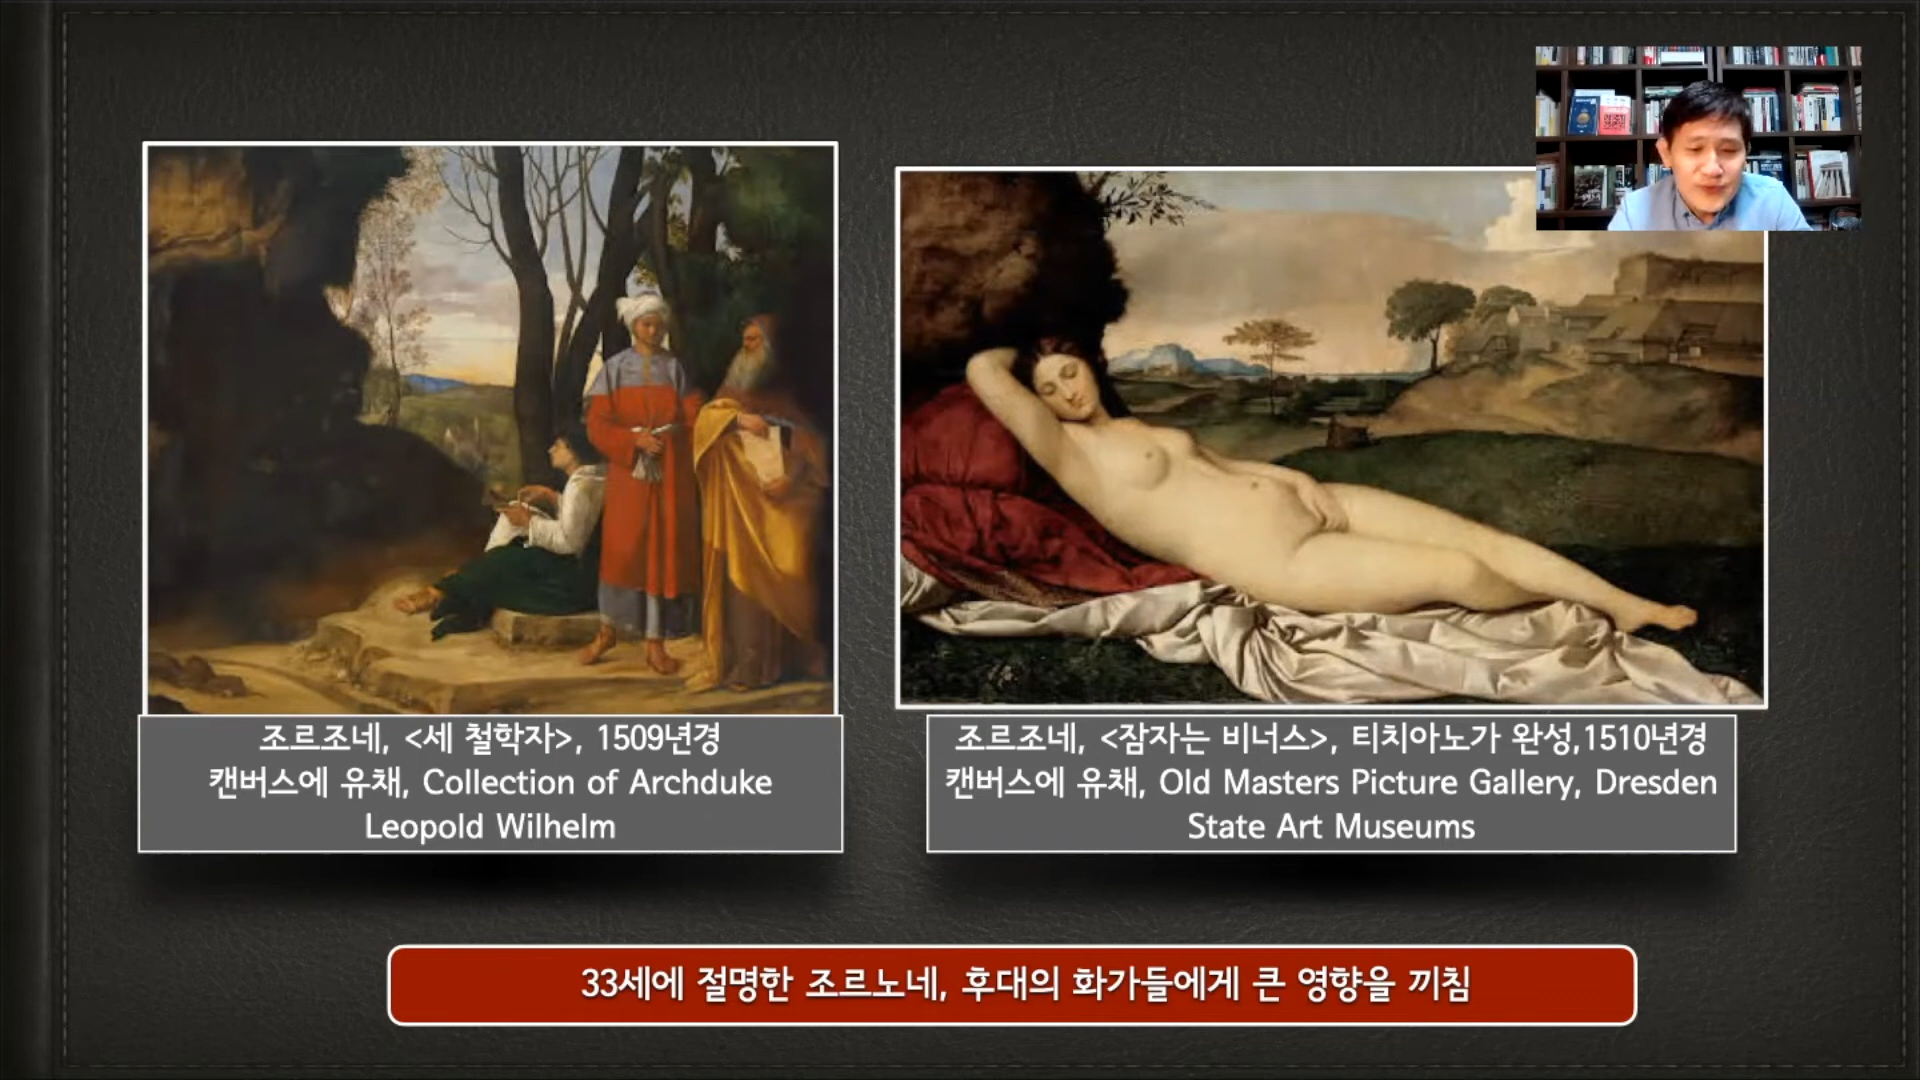 조르조네, <세 철학자>, 1509년경
캔버스에 유채, Collection of Archduke
Leopold Wilhelm
조르조네, <잠자는 비너스>, 티치아노가 완성,1510년경
캔버스에 유채, Old Masters Picture Gallery, Dresden
State Art Museums
33세에 절명한 조르노네, 후대의 화가들에게 큰 영향을 끼침